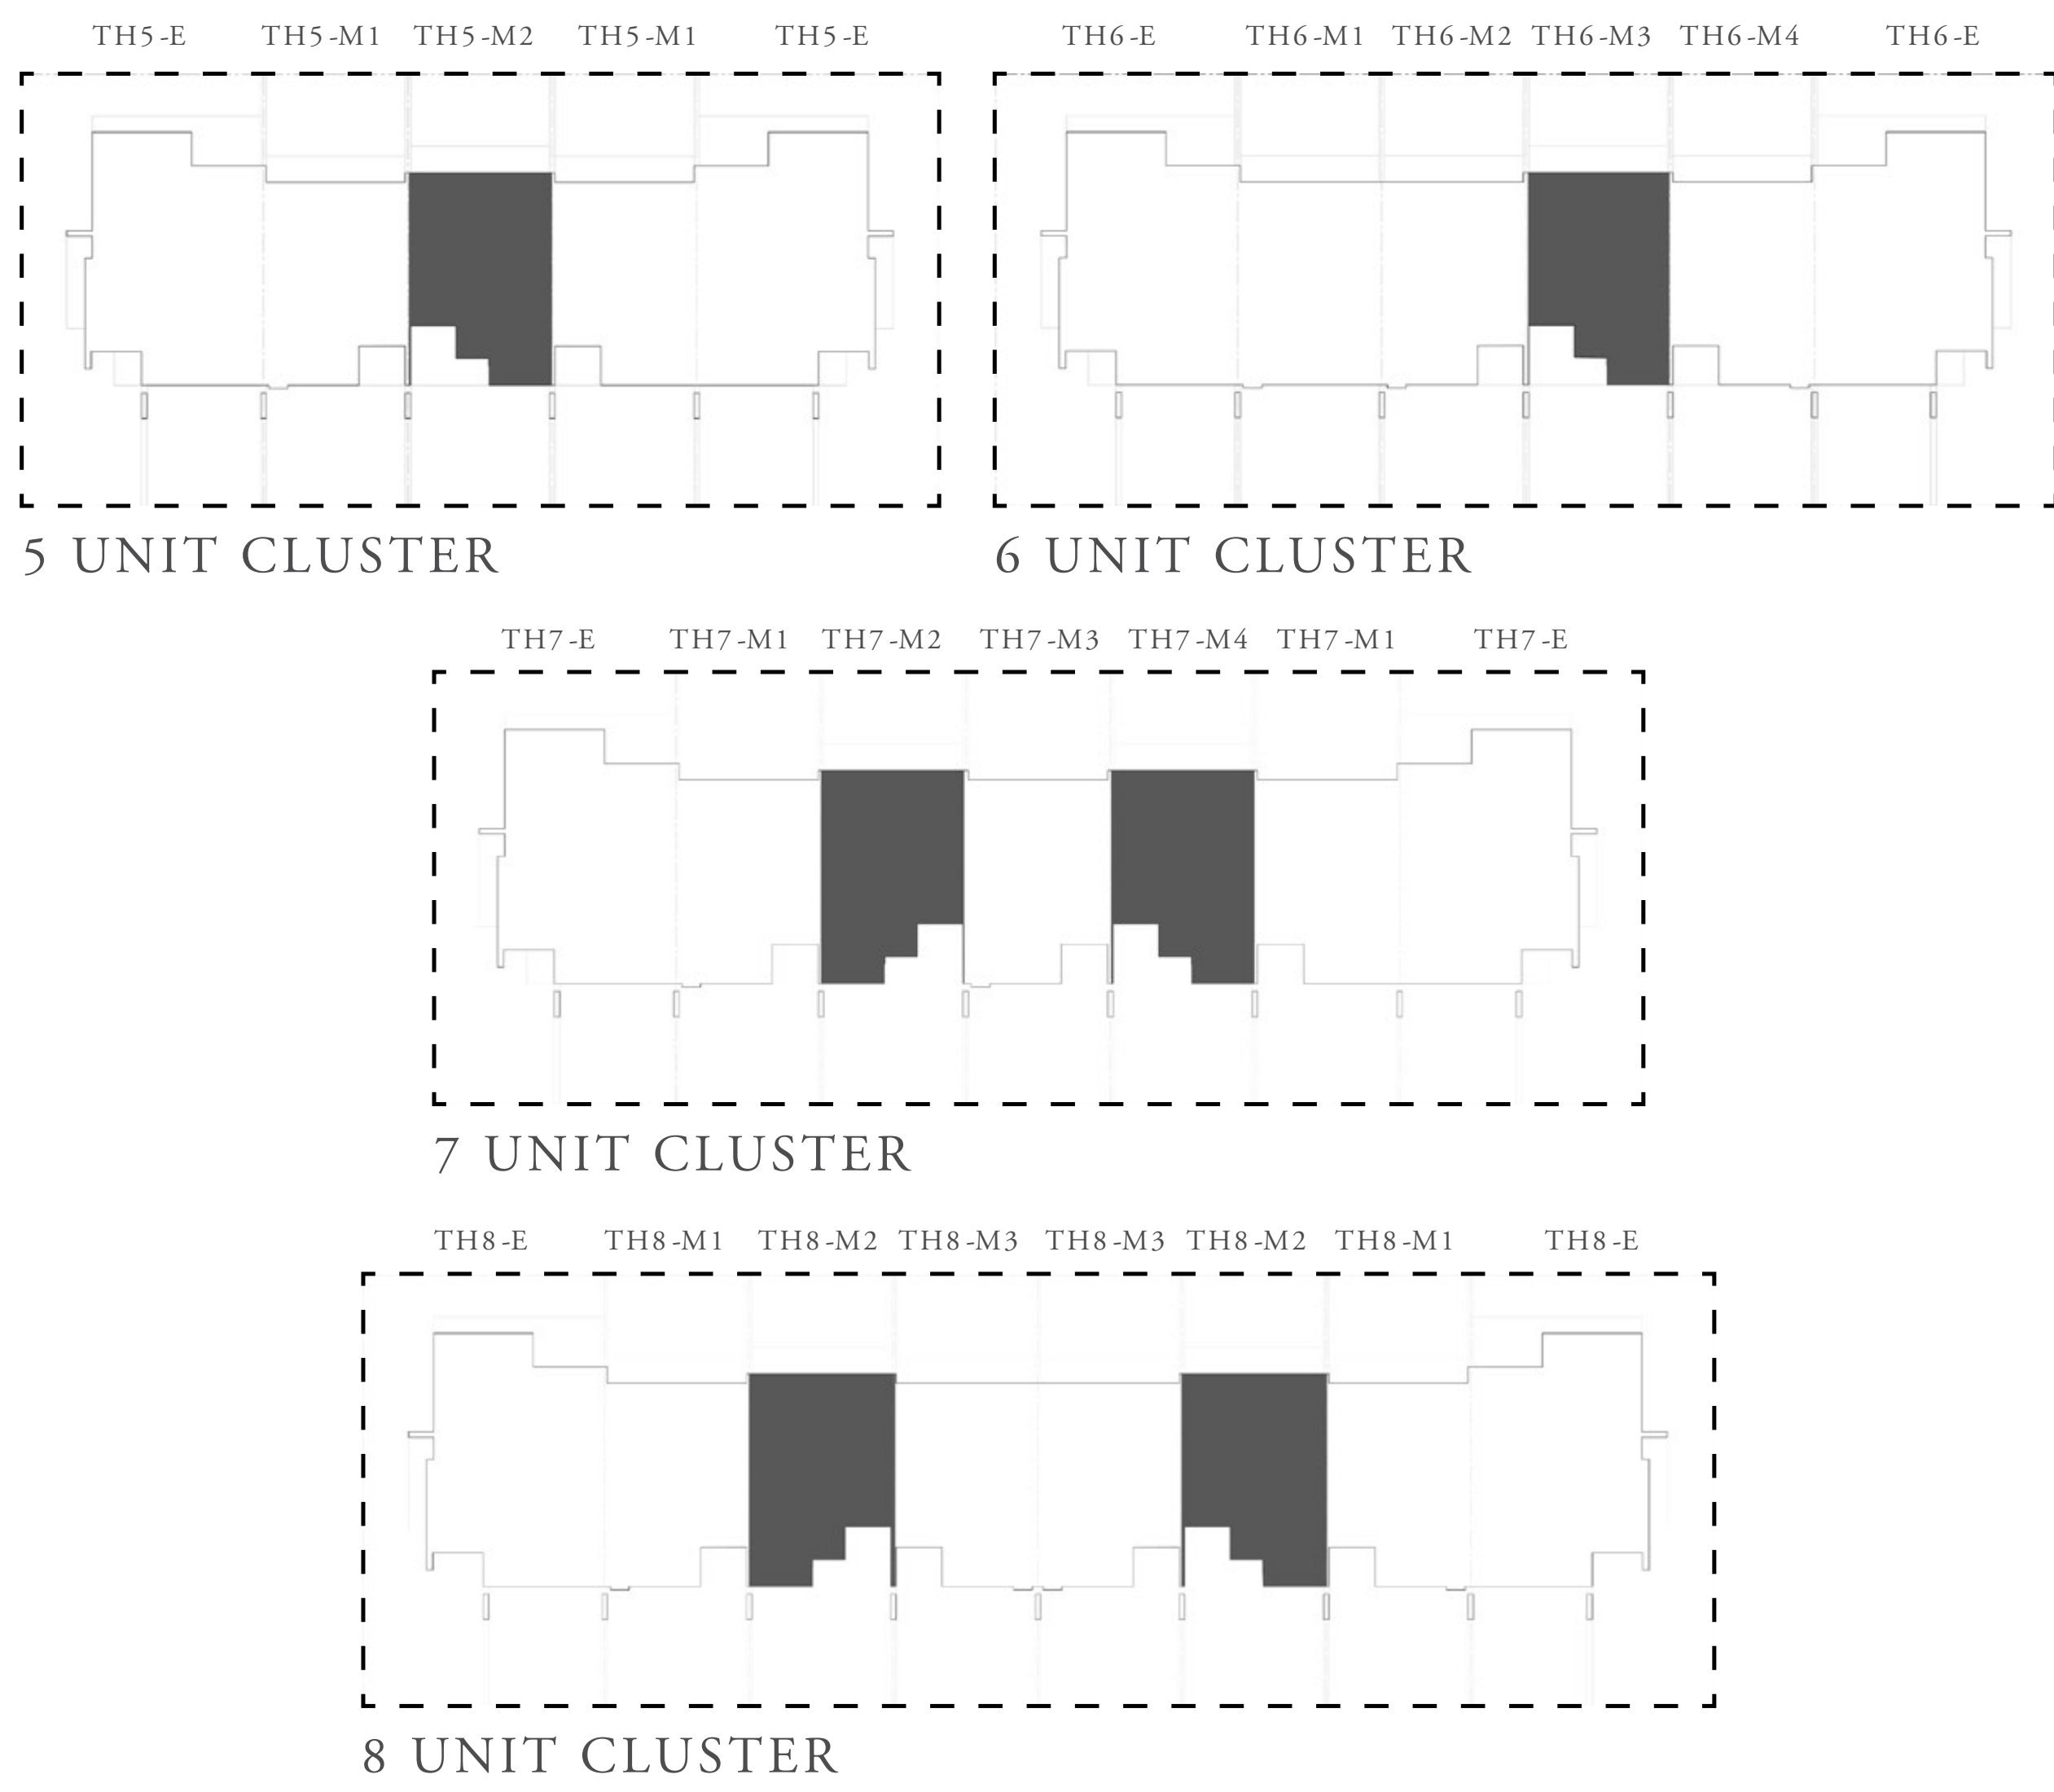 TH5-E TH5-M1 TH5-M2 TH5-M1 TH5-E
5 UNIT CLUSTER
TH6-E TH6-M1 TH6-M2 TH6-M3 TH6-M4 TH6-E
6 UNIT CLUSTER
TH7-E TH7-M1 TH7-M2 TH7-M3 TH7-M4 TH7-M1 TH7-E
7 UNIT CLUSTER
TH8-E TH8-M1 TH8-M2 TH8-M3 TH8-M3 TH8-M2 TH8-M1 TH8-E
8 UNIT CLUSTER